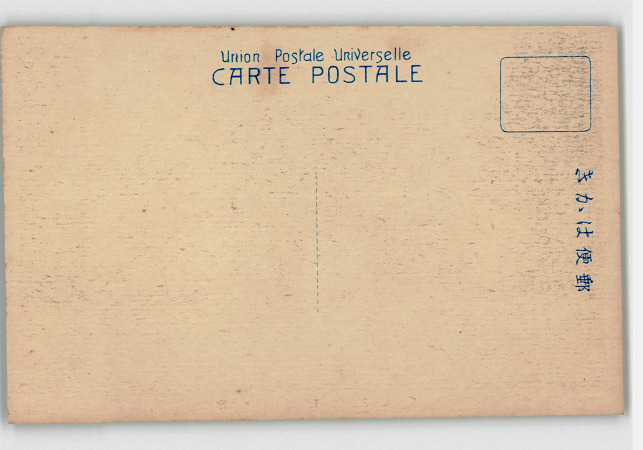 Union Postale Universelle
CARTE POSTALE
郵便はかき